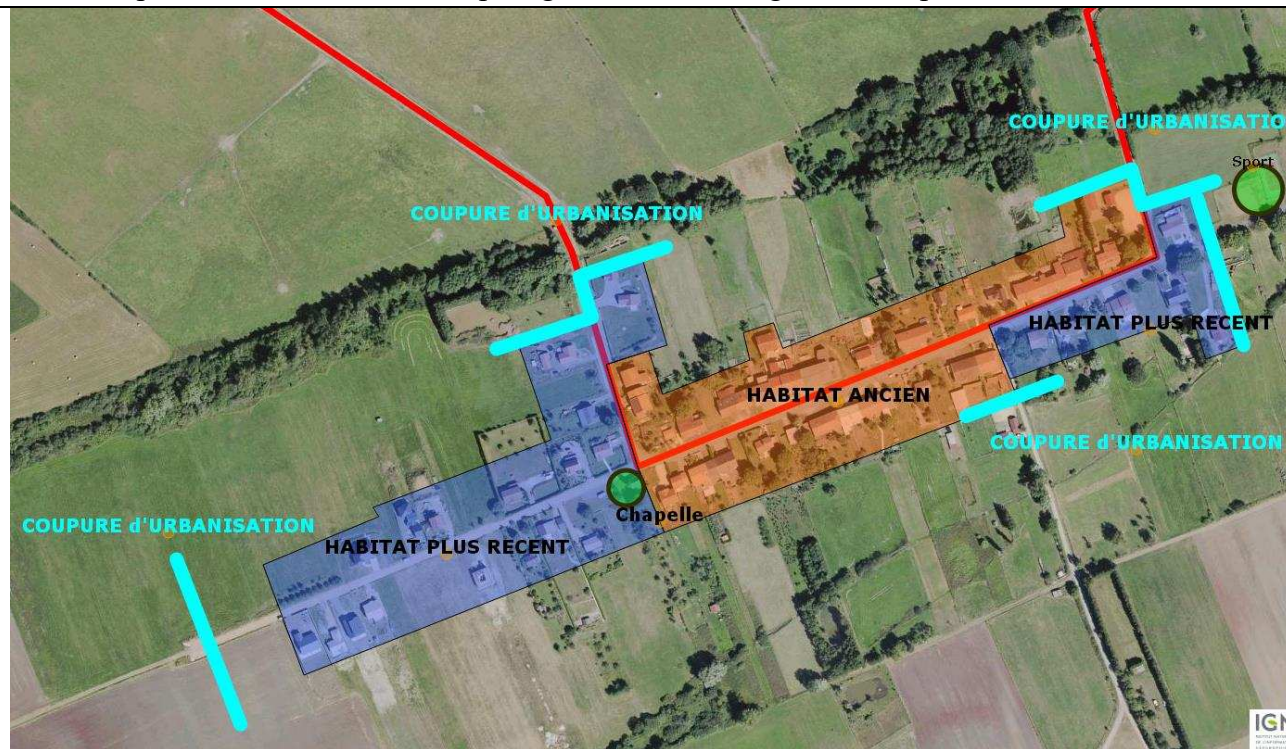 COUPURE d'URBANISATIO
Sport
COUPURE d'URBANISATION
HABITAT PLUS RECENT
HABITAT ANCIEN
COUPURE d'URBANISATION
Chapelle
COUPURE d'URBANISATION
HABITAT PLUS RECENT
IGN